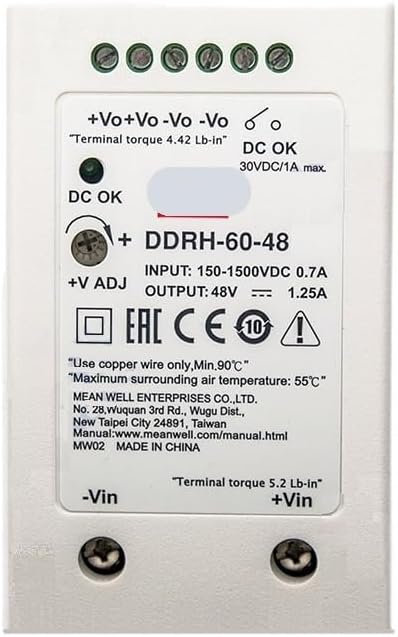 +Vo +Vo -Vo -Vo
"Terminal torque 4.42 Lb-in"
DC OK
30VDC/1A max.
DC OK
+ DDRH-60-48
+V ADJ
INPUT: 150-1500VDC 0.7A
OUTPUT: 48V ⎓ 1.25A
EAC CE 10
"Use copper wire only,Min.90℃"
"Maximum surrounding air temperature: 55℃"
MEAN WELL ENTERPRISES CO.,LTD.
No. 28,Wuquan 3rd Rd., Wugu Dist.,
New Taipei City 24891, Taiwan
Manual:www.meanwell.com/manual.html
MW02 MADE IN CHINA
"Terminal torque 5.2 Lb-in"
-Vin +Vin